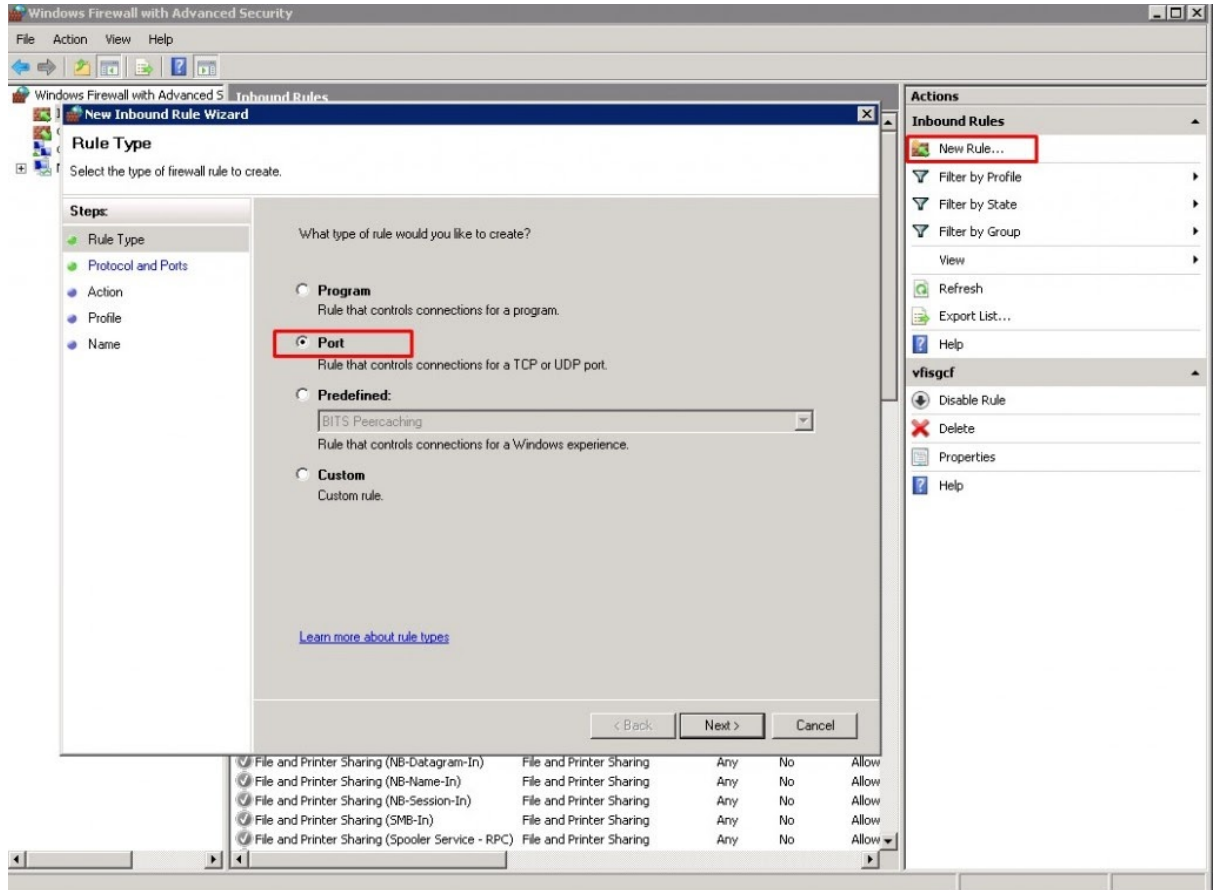 Windows Firewall with Advanced Security
File Action View Help
Windows Firewall with Advanced S
Inbound Rules
New Inbound Rule Wizard
Rule Type
Select the type of firewall rule to create.
Steps:
Rule Type
Protocol and Ports
Action
Profile
Name
What type of rule would you like to create?
Program
Rule that controls connections for a program.
Port
Rule that controls connections for a TCP or UDP port.
Predefined:
BITS Peercaching
Rule that controls connections for a Windows experience.
Custom
Custom rule.
Learn more about rule types
< Back Next > Cancel
File and Printer Sharing (NB-Datagram-In) File and Printer Sharing Any No Allow
File and Printer Sharing (NB-Name-In) File and Printer Sharing Any No Allow
File and Printer Sharing (NB-Session-In) File and Printer Sharing Any No Allow
File and Printer Sharing (SMB-In) File and Printer Sharing Any No Allow
File and Printer Sharing (Spooler Service - RPC) File and Printer Sharing Any No Allow
Actions
Inbound Rules
New Rule...
Filter by Profile
Filter by State
Filter by Group
View
Refresh
Export List...
Help
vfisgcf
Disable Rule
Delete
Properties
Help